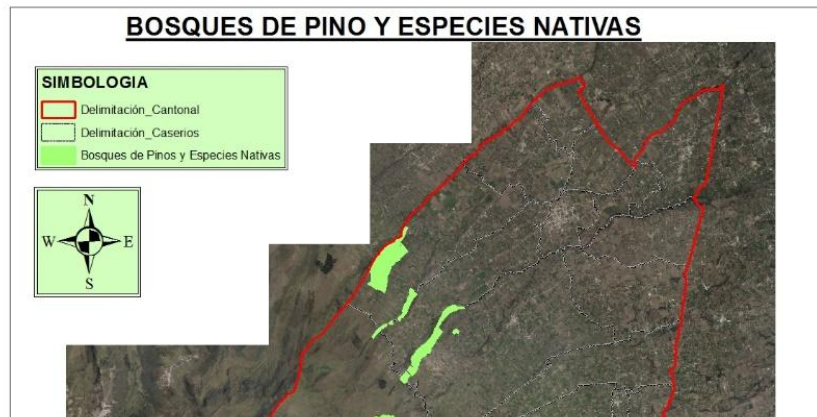 BOSQUES DE PINO Y ESPECIES NATIVAS
SIMBOLOGIA
Delimitación_Cantonal
Delimitación_Caserios
Bosques de Pinos y Especies Nativas
N
W E
S